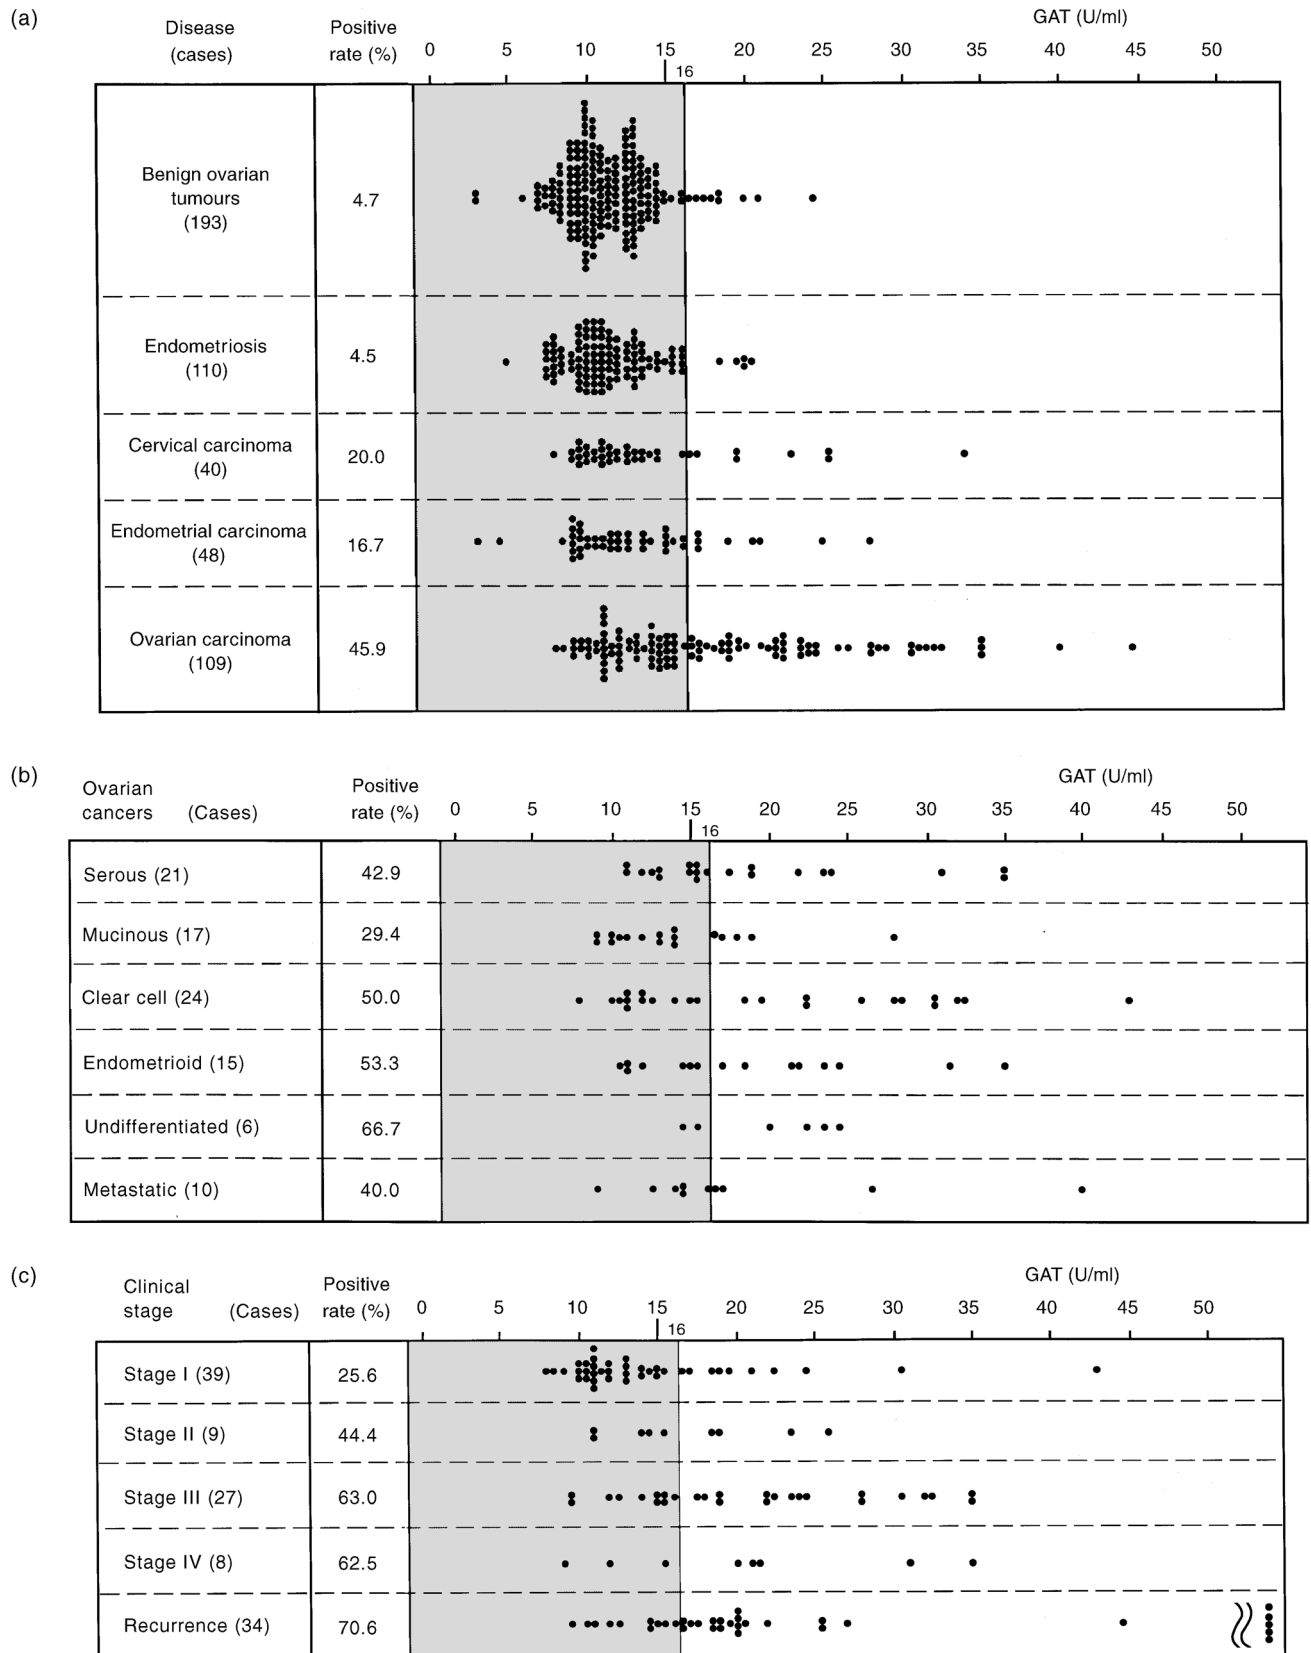 (a)
GAT (U/ml)
Disease
(cases)
Positive
rate (%)
0 5 10 15 20 25 30 35 40 45 50
16
Benign ovarian
tumours
(193)
4.7
Endometriosis
(110)
4.5
Cervical carcinoma
(40)
20.0
Endometrial carcinoma
(48)
16.7
Ovarian carcinoma
(109)
45.9
(b)
GAT (U/ml)
Ovarian
cancers (Cases)
Positive
rate (%)
0 5 10 15 20 25 30 35 40 45 50
16
Serous (21) 42.9
Mucinous (17) 29.4
Clear cell (24) 50.0
Endometrioid (15) 53.3
Undifferentiated (6) 66.7
Metastatic (10) 40.0
(c)
GAT (U/ml)
Clinical
stage (Cases)
Positive
rate (%)
0 5 10 15 20 25 30 35 40 45 50
16
Stage I (39) 25.6
Stage II (9) 44.4
Stage III (27) 63.0
Stage IV (8) 62.5
Recurrence (34) 70.6